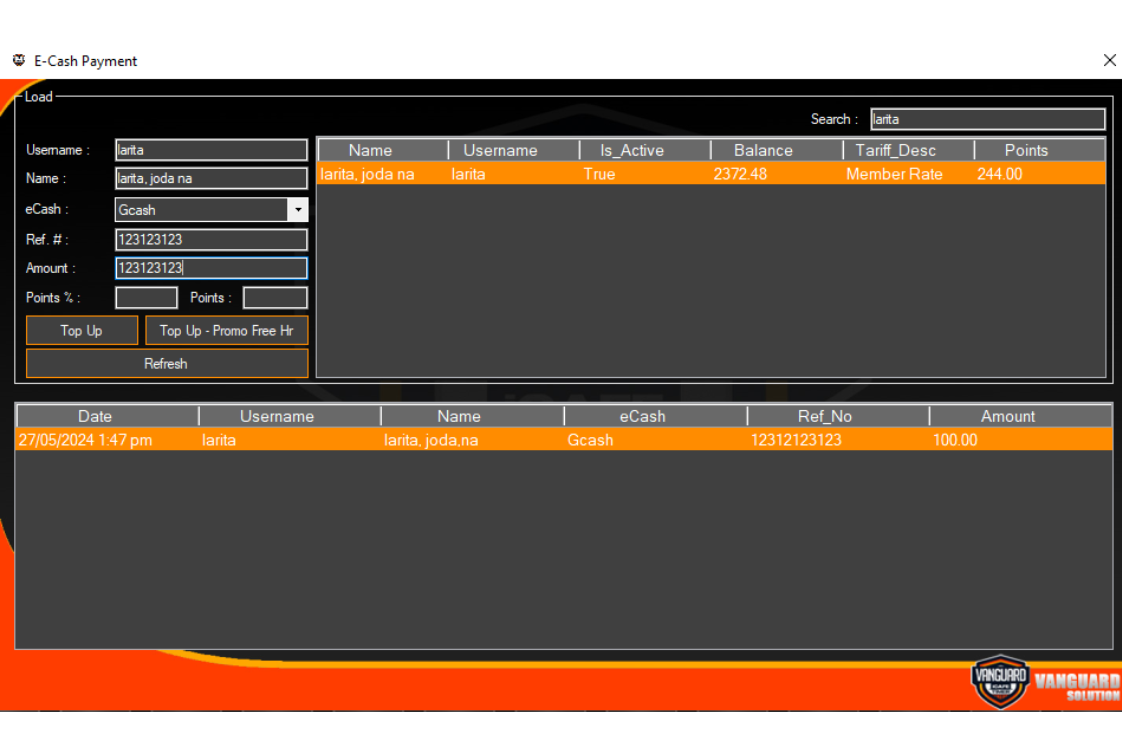 E-Cash Payment
Load
Search : larita
Username : larita
Name : larita, joda na
eCash : Gcash
Ref. # : 123123123
Amount : 123123123
Points % : Points :
Top Up Top Up - Promo Free Hr
Refresh
Name Username Is_Active Balance Tariff_Desc Points
larita, joda na larita True 2372.48 Member Rate 244.00
Date Username Name eCash Ref_No Amount
27/05/2024 1:47 pm larita larita, joda,na Gcash 12312123123 100.00
VANGUARD
CAFE
VANGUARD
SOLUTION